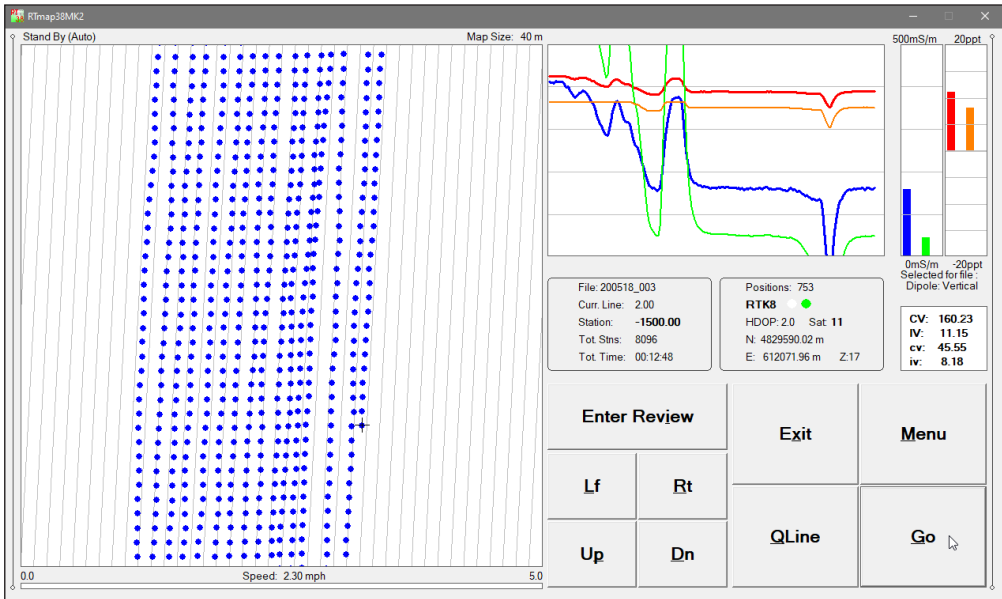 RTmap38MK2
Stand By (Auto) Map Size: 40 m
0.0 Speed: 2.30 mph 5.0
500mS/m 20ppt
0mS/m -20ppt
Selected for file :
Dipole: Vertical
File: 200518_003
Curr. Line: 2.00
Station: -1500.00
Tot. Stns: 8096
Tot. Time: 00:12:48
Positions: 753
RTK8
HDOP: 2.0 Sat: 11
N: 4829590.02 m
E: 612071.96 m Z:17
CV: 160.23
IV: 11.15
cv: 45.55
iv: 8.18
Enter Review
Lf
Rt
Up
Dn
Exit
Menu
QLine
Go